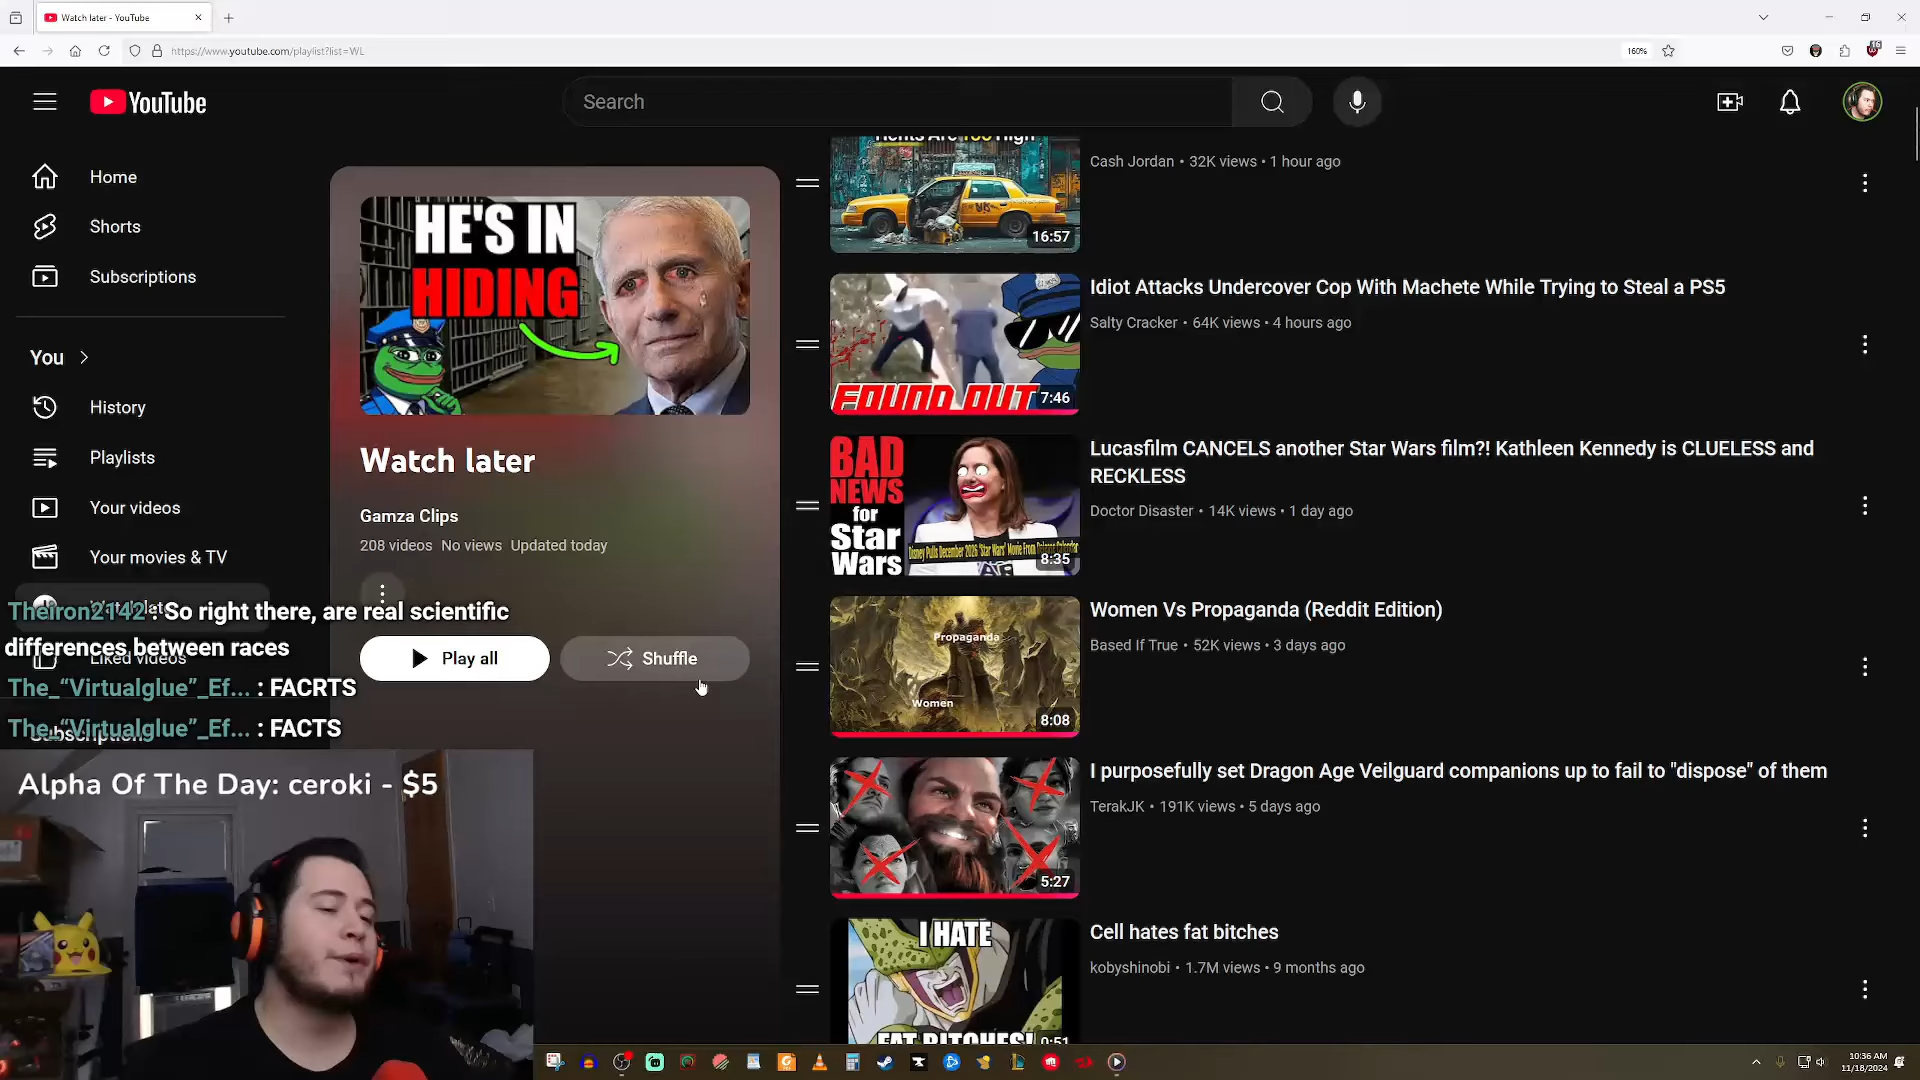 Watch later - YouTube
https://www.youtube.com/playlist?list=WL
160%
YouTube
Search
Home
Shorts
Subscriptions
You
History
Playlists
Your videos
Your movies & TV
Liked videos
HE'S IN
HIDING
Watch later
Gamza Clips
208 videos No views Updated today
Play all
Shuffle
Theiron2142 : So right there, are real scientific
differences between races
The_“Virtualglue”_Ef... : FACRTS
The_“Virtualglue”_Ef... : FACTS
Alpha Of The Day: ceroki - $5
16:57
Cash Jordan • 32K views • 1 hour ago
FOUND OUT
7:46
Idiot Attacks Undercover Cop With Machete While Trying to Steal a PS5
Salty Cracker • 64K views • 4 hours ago
BAD
NEWS
for
Star
Wars
8:35
Lucasfilm CANCELS another Star Wars film?! Kathleen Kennedy is CLUELESS and
RECKLESS
Doctor Disaster • 14K views • 1 day ago
Propaganda
Women
8:08
Women Vs Propaganda (Reddit Edition)
Based If True • 52K views • 3 days ago
5:27
I purposefully set Dragon Age Veilguard companions up to fail to "dispose" of them
TerakJK • 191K views • 5 days ago
I HATE
FAT BITCHES!
0:51
Cell hates fat bitches
kobyshinobi • 1.7M views • 9 months ago
10:36 AM
11/18/2024